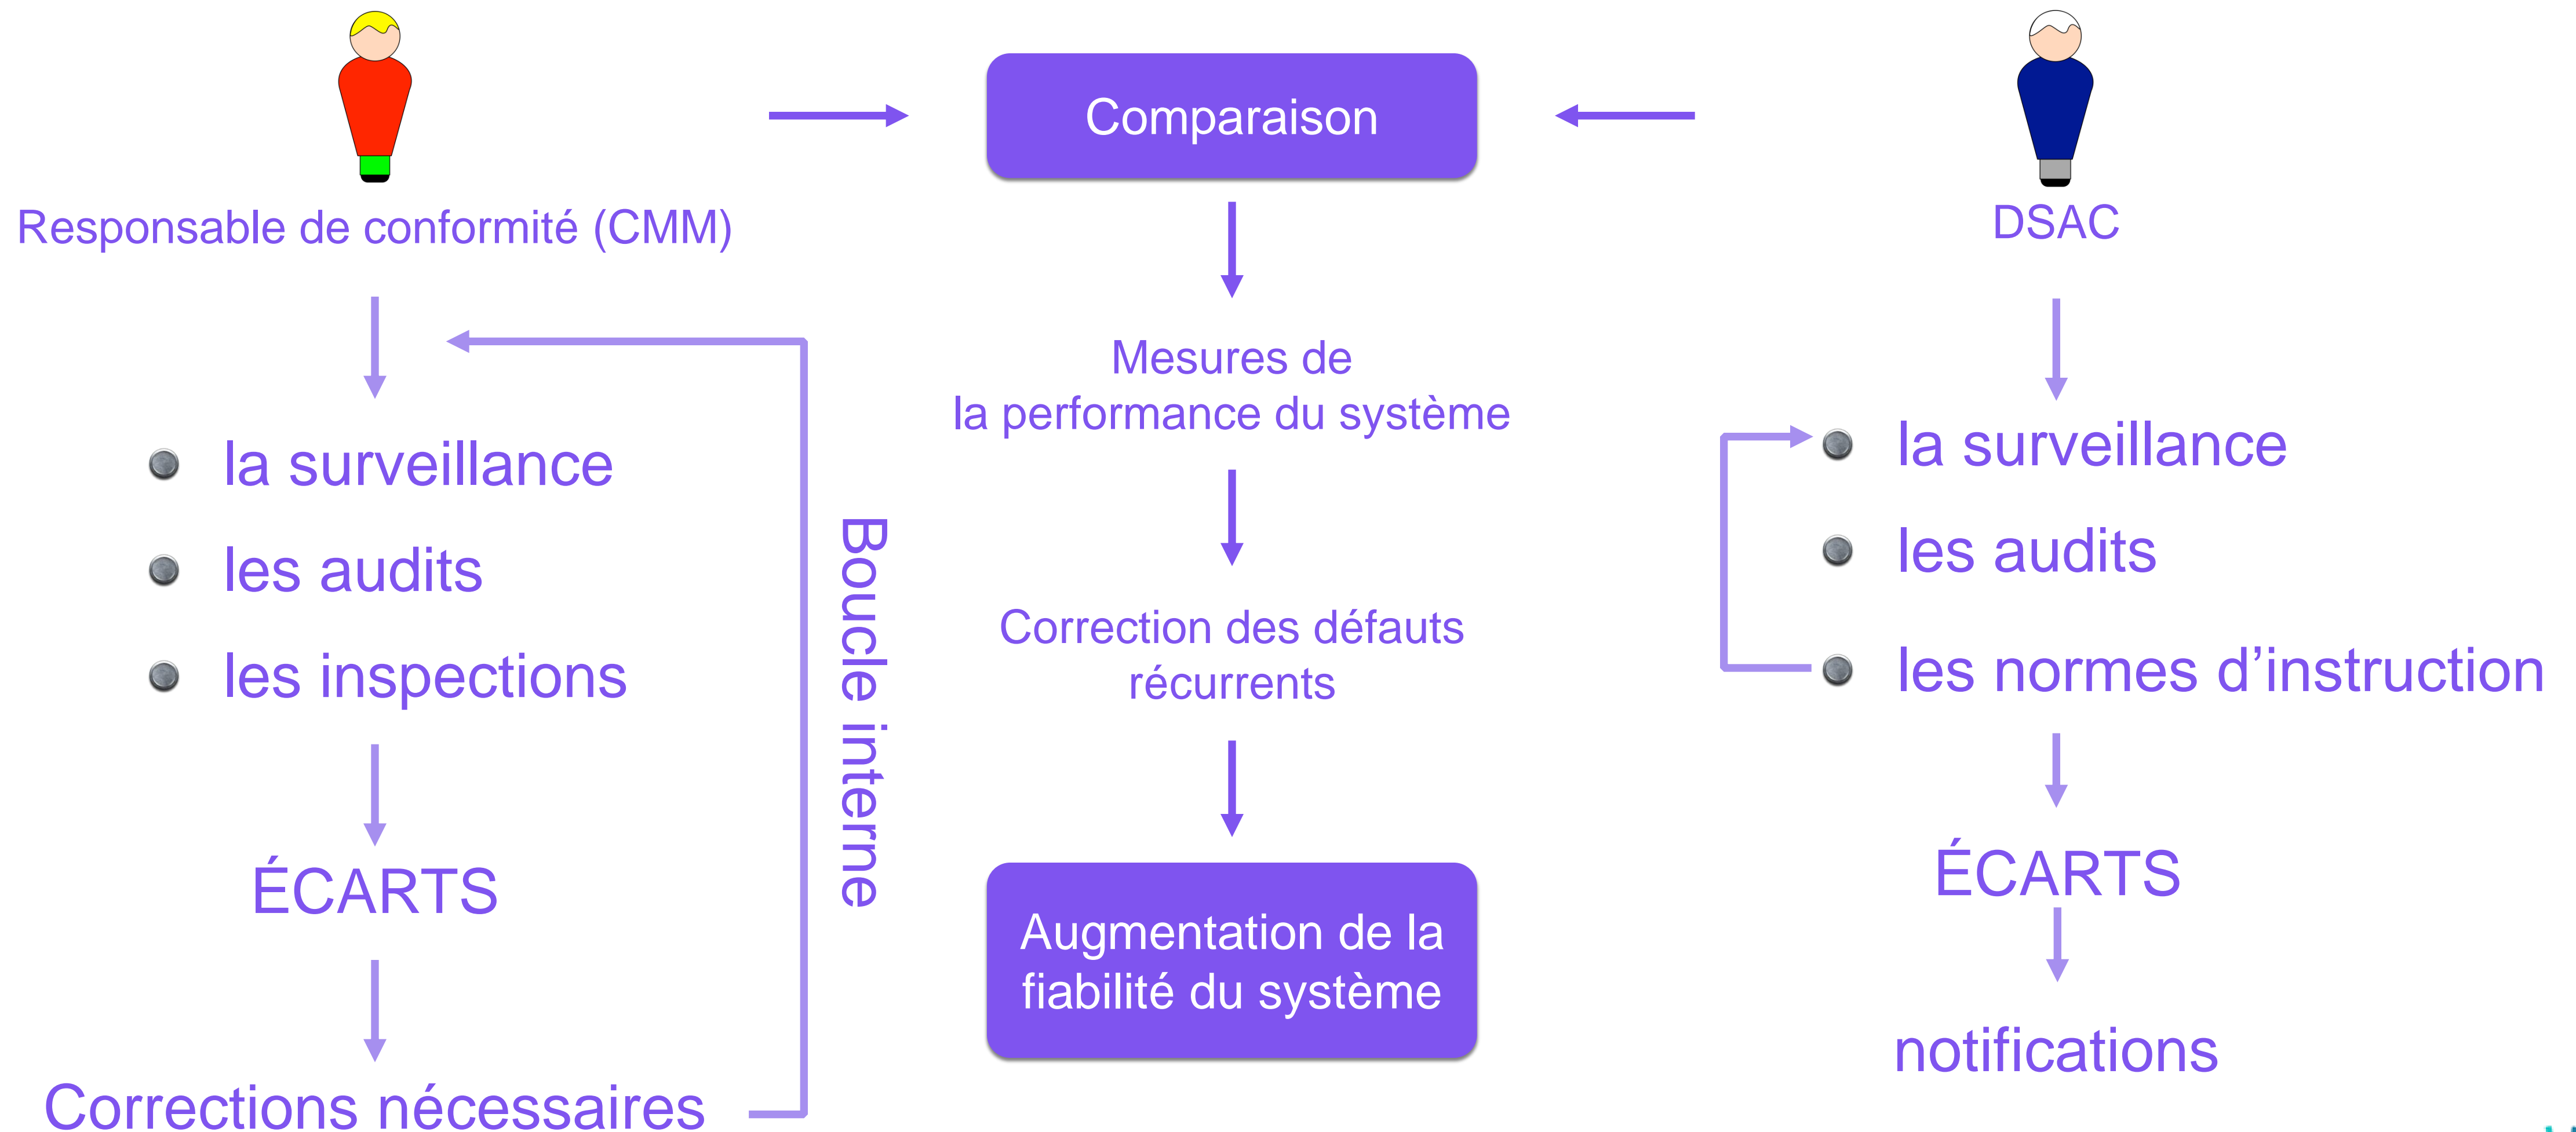 Responsable de conformité (CMM)
la surveillance
les audits
les inspections
ÉCARTS
Corrections nécessaires
Boucle interne
Comparaison
Mesures de
la performance du système
Correction des défauts
récurrents
Augmentation de la
fiabilité du système
DSAC
la surveillance
les audits
les normes d’instruction
ÉCARTS
notifications